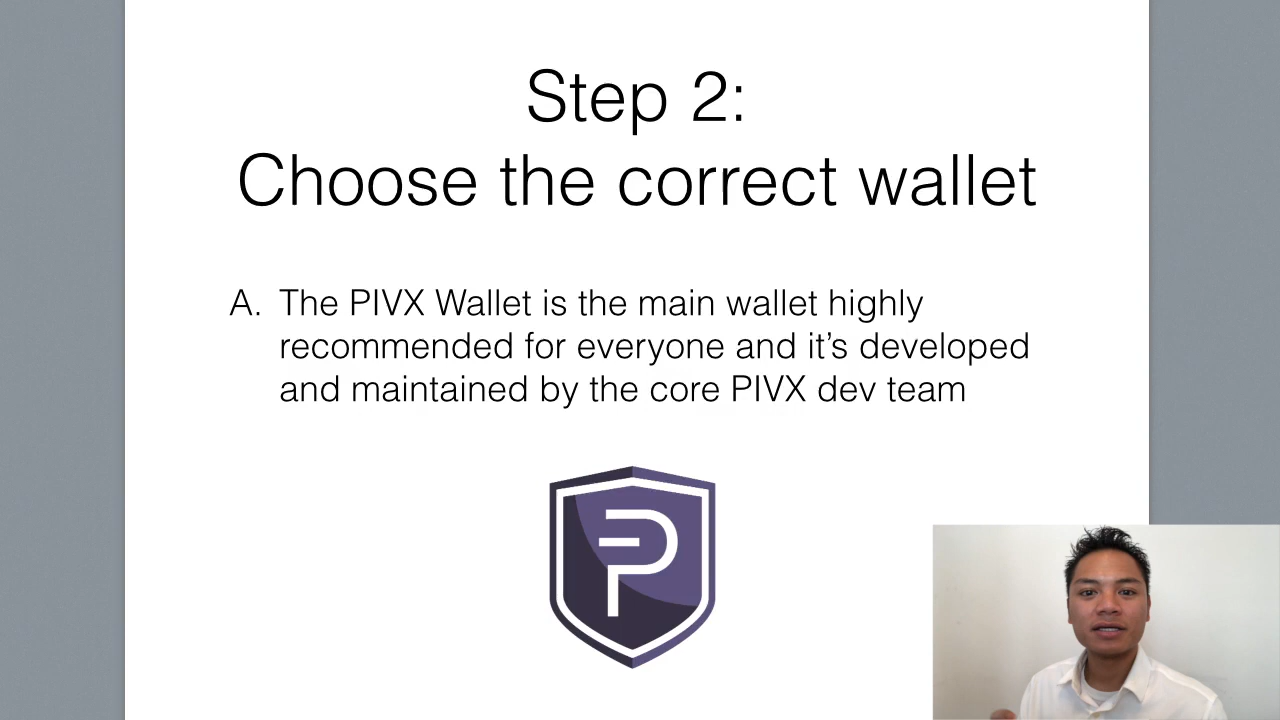 Step 2:
Choose the correct wallet
A. The PIVX Wallet is the main wallet highly
recommended for everyone and it’s developed
and maintained by the core PIVX dev team